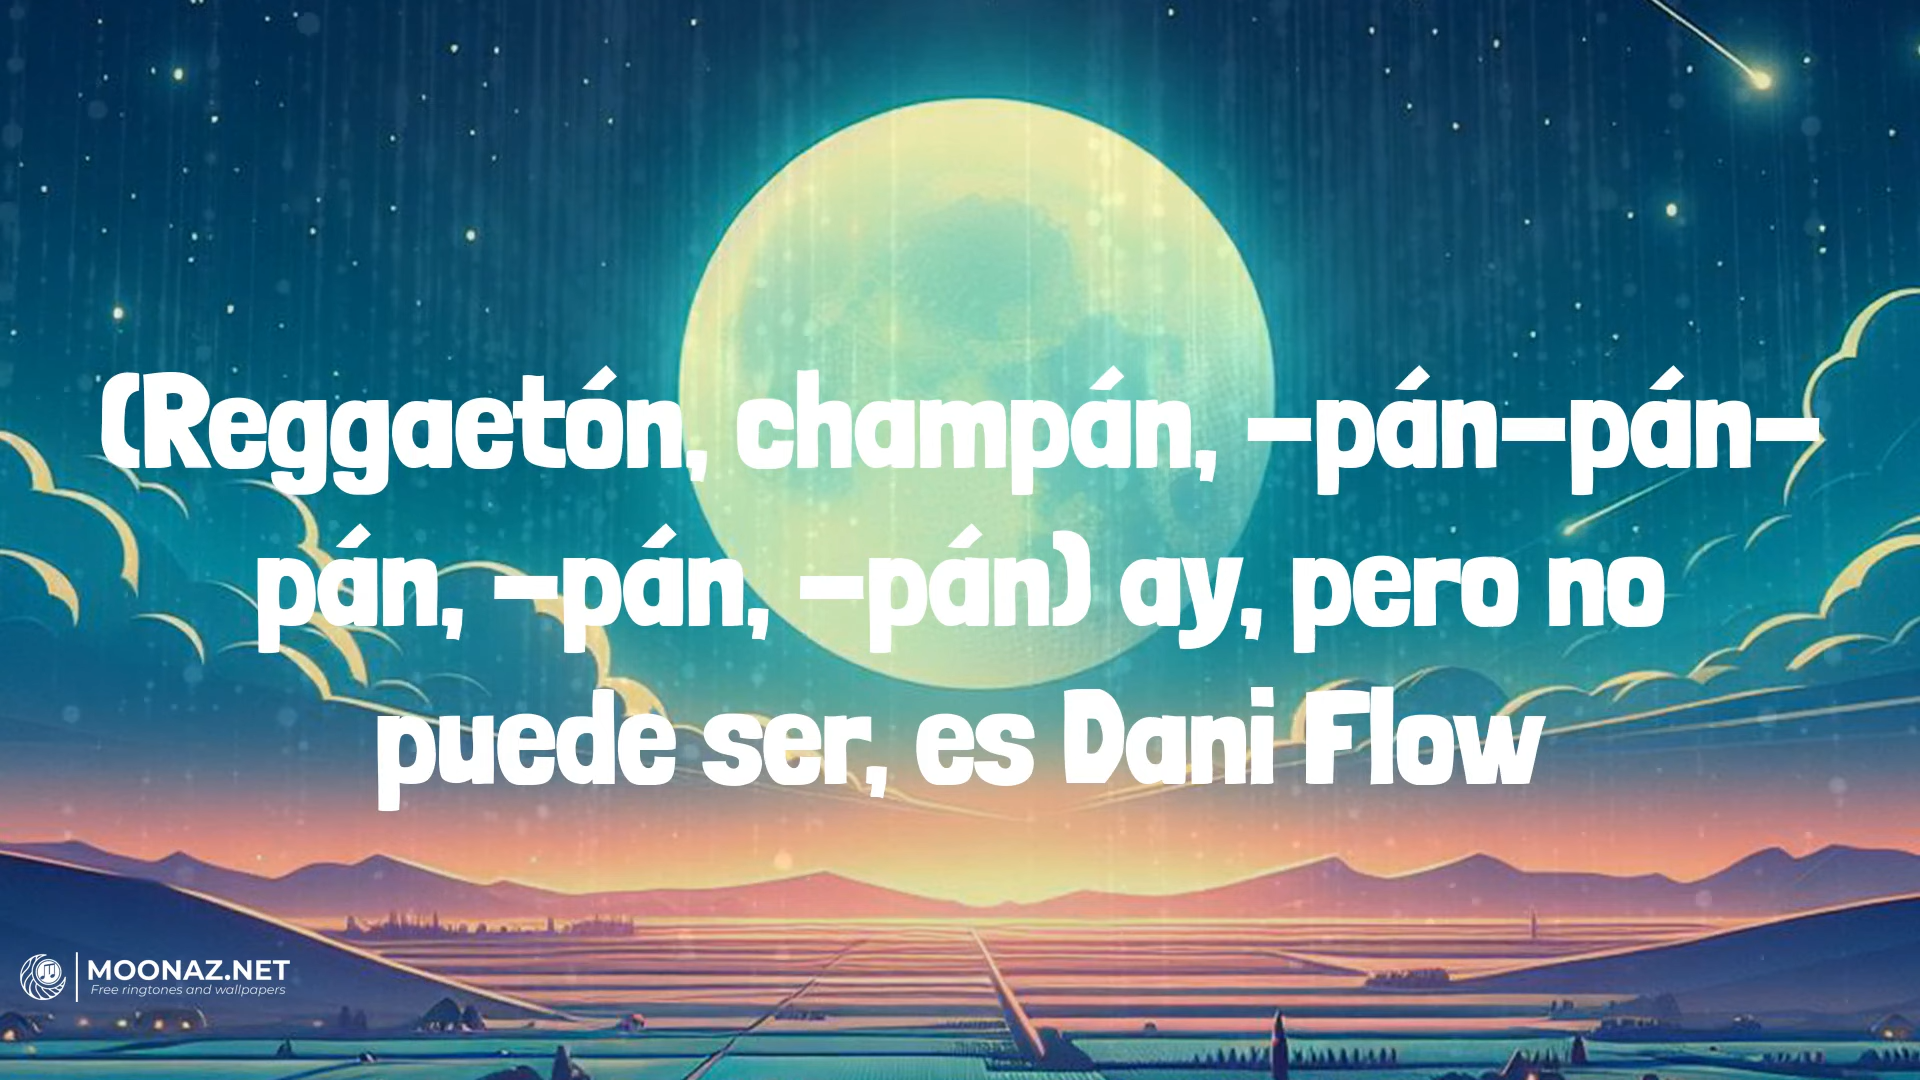 (Reggaetón, champán, -pán-pán-
pán, -pán, -pán) ay, pero no
puede ser, es Dani Flow
MOONAZ.NET
Free ringtones and wallpapers